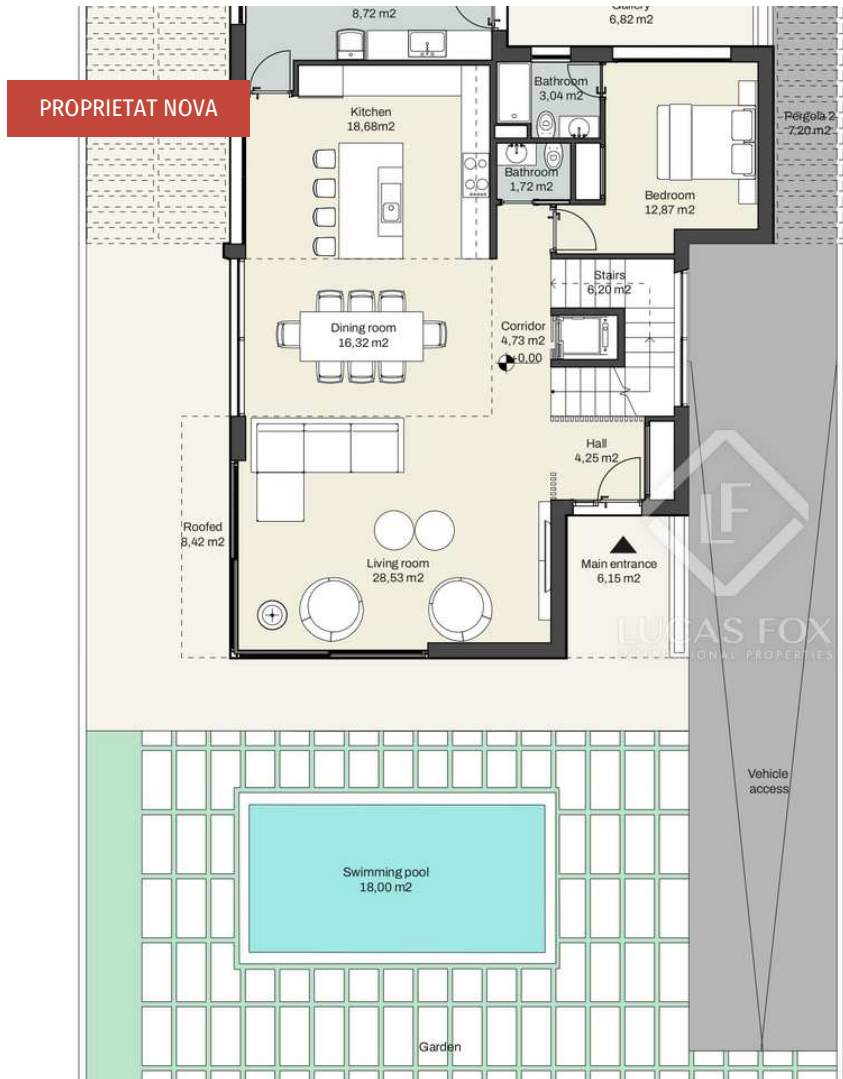 8,72 m2
Gallery
6,82 m2
PROPRIETAT NOVA
Kitchen
18,68m2
Bathroom
3,04 m2
Pergola 2
7,20 m2
Bathroom
1,72 m2
Bedroom
12,87 m2
Stairs
6,20 m2
Dining room
16,32 m2
Corridor
4,73 m2
+0,00
Hall
4,25 m2
LF
Roofed
8,42 m2
Living room
28,53 m2
Main entrance
6,15 m2
LUCAS FOX
INTERNATIONAL PROPERTIES
Vehicle
access
Swimming pool
18,00 m2
Garden